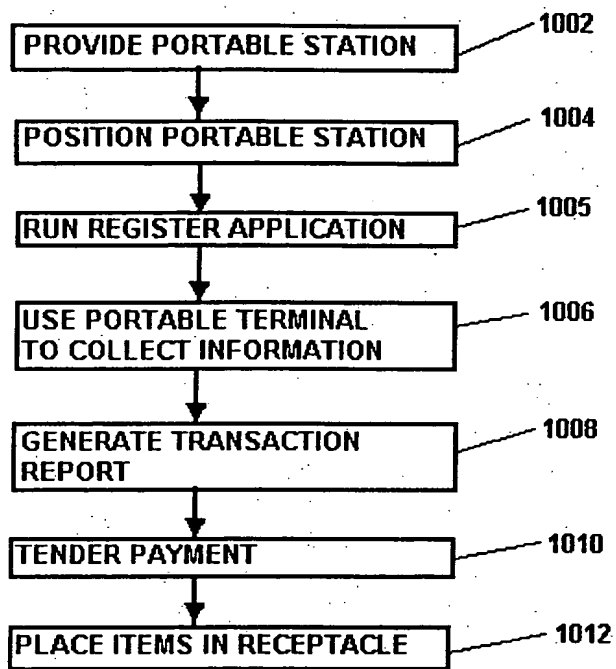 1002
PROVIDE PORTABLE STATION
1004
POSITION PORTABLE STATION
1005
RUN REGISTER APPLICATION
1006
USE PORTABLE TERMINAL
TO COLLECT INFORMATION
1008
GENERATE TRANSACTION
REPORT
1010
TENDER PAYMENT
1012
PLACE ITEMS IN RECEPTACLE